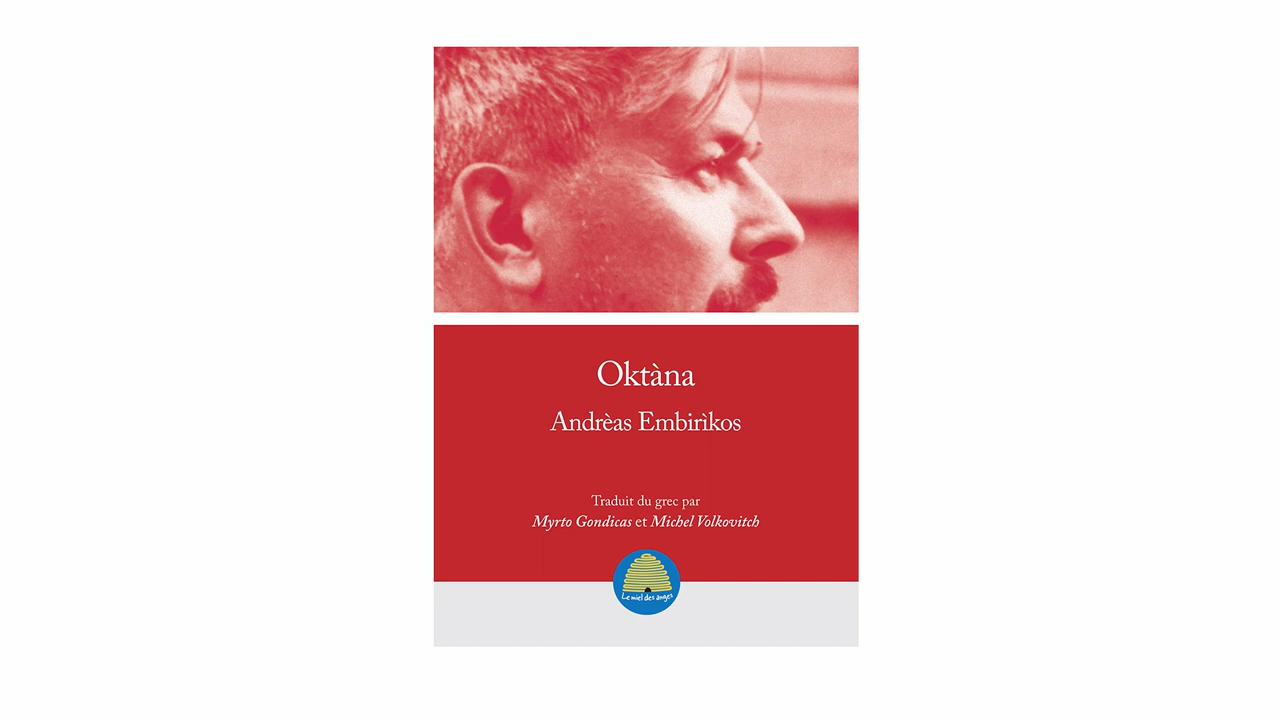 Oktàna
Andrèas Embirìkos
Traduit du grec par
Myrto Gondicas et Michel Volkovitch
Le miel des anges